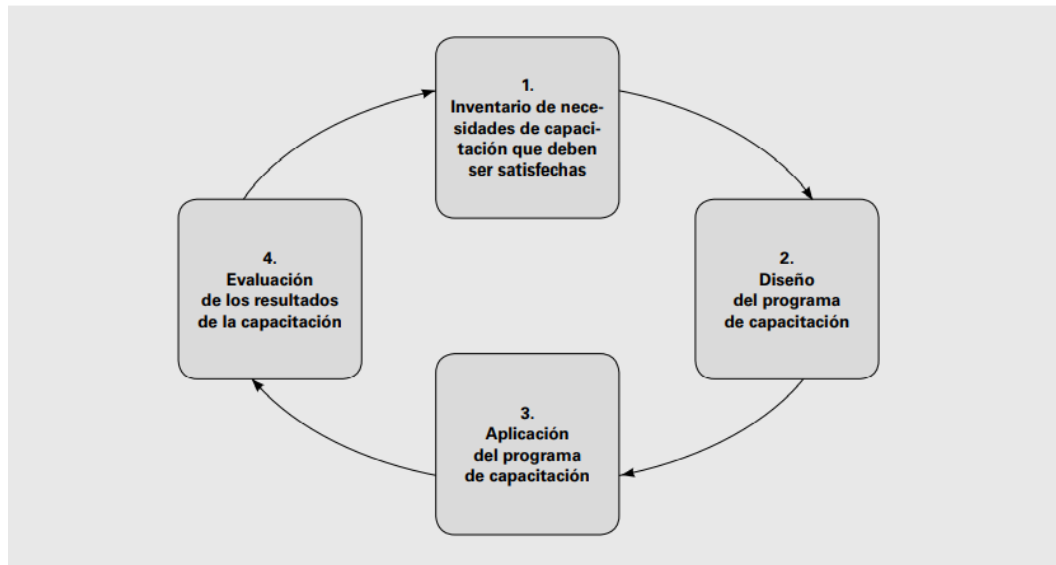 1.
Inventario de nece-
sidades de capaci-
tación que deben
ser satisfechas
2.
Diseño
del programa
de capacitación
3.
Aplicación
del programa
de capacitación
4.
Evaluación
de los resultados
de la capacitación